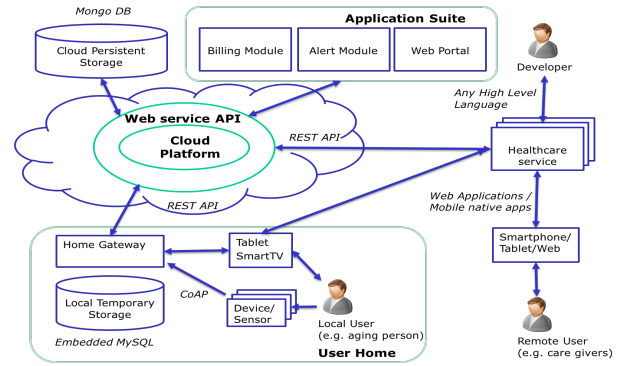 Mongo DB
Cloud Persistent
Storage
Application Suite
Billing Module
Alert Module
Web Portal
Developer
Any High Level
Language
Web service API
Cloud
Platform
REST API
Healthcare
service
REST API
Web Applications /
Mobile native apps
Home Gateway
Tablet
SmartTV
Smartphone/
Tablet/Web
CoAP
Local Temporary
Storage
Device/
Sensor
Local User
(e.g. aging person)
Embedded MySQL
User Home
Remote User
(e.g. care givers)